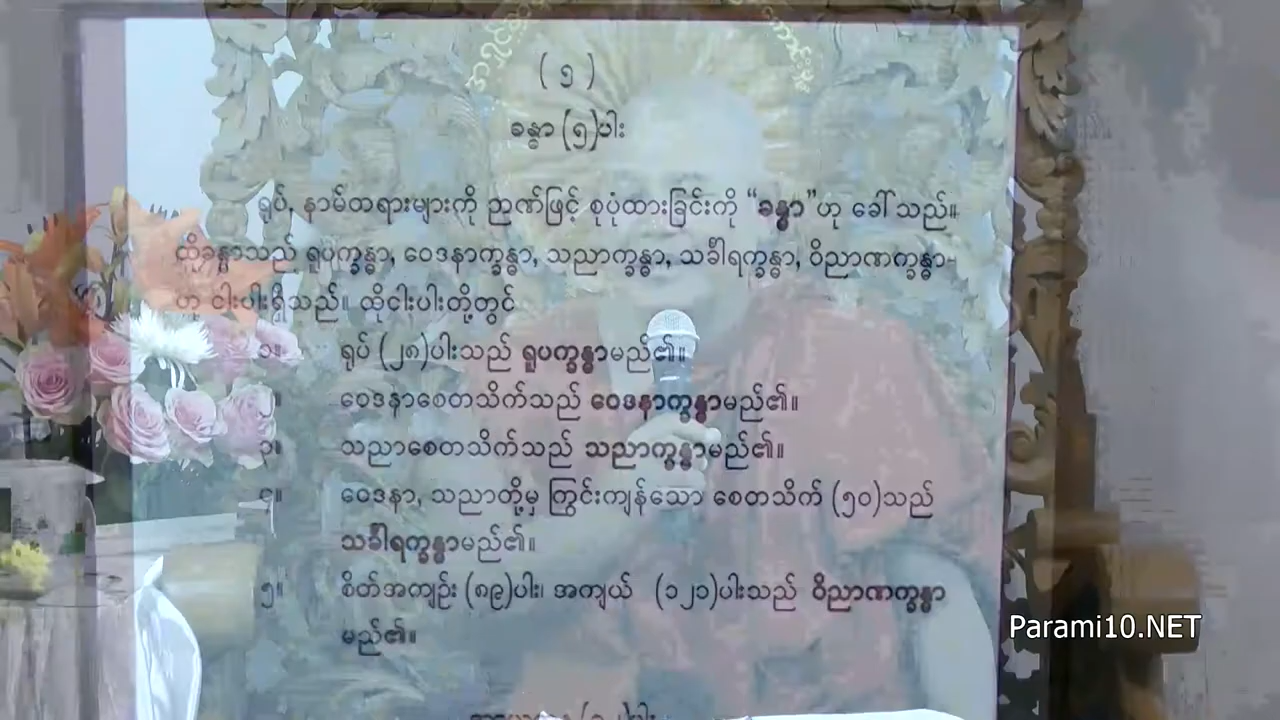 ( ၅ )
ခန္ဓာ (၅)ပါး
ရုပ်, နာမ်တရားများကို ဉာဏ်ဖြင့် စုပုံထားခြင်းကို “ခန္ဓာ”ဟု ခေါ် သည်။
ထိုခန္ဓာသည် ရူပက္ခန္ဓာ, ဝေဒနာက္ခန္ဓာ, သညာက္ခန္ဓာ, သင်္ခါရက္ခန္ဓာ, ဝိညာဏက္ခန္ဓာ-
ဟု ငါးပါးရှိသည်။ ထိုငါးပါးတို့တွင်
၁။ ရုပ် (၂၈)ပါးသည် ရူပက္ခန္ဓာမည်၏။
ဝေဒနာစေတသိက်သည် ဝေဒနာက္ခန္ဓာမည်၏။
၃။ သညာစေတသိက်သည် သညာက္ခန္ဓာမည်၏။
၄။ ဝေဒနာ, သညာတို့မှ ကြွင်းကျန်သော စေတသိက် (၅၀)သည်
သင်္ခါရက္ခန္ဓာမည်၏။
၅။ စိတ်အကျဉ်း (၈၉)ပါး၊ အကျယ် (၁၂၁)ပါးသည် ဝိညာဏက္ခန္ဓာ
မည်၏။
Parami10.NET